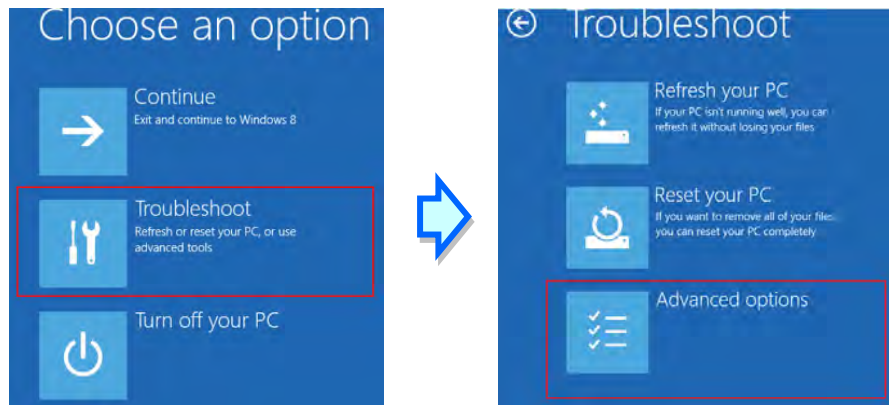 Choose an option
Continue
Exit and continue to Windows 8
Troubleshoot
Refresh or reset your PC, or use
advanced tools
Turn off your PC
Troubleshoot
Refresh your PC
If your PC isn't running well, you can
refresh it without losing your files
Reset your PC
If you want to remove all of your files
you can reset your PC completely
Advanced options